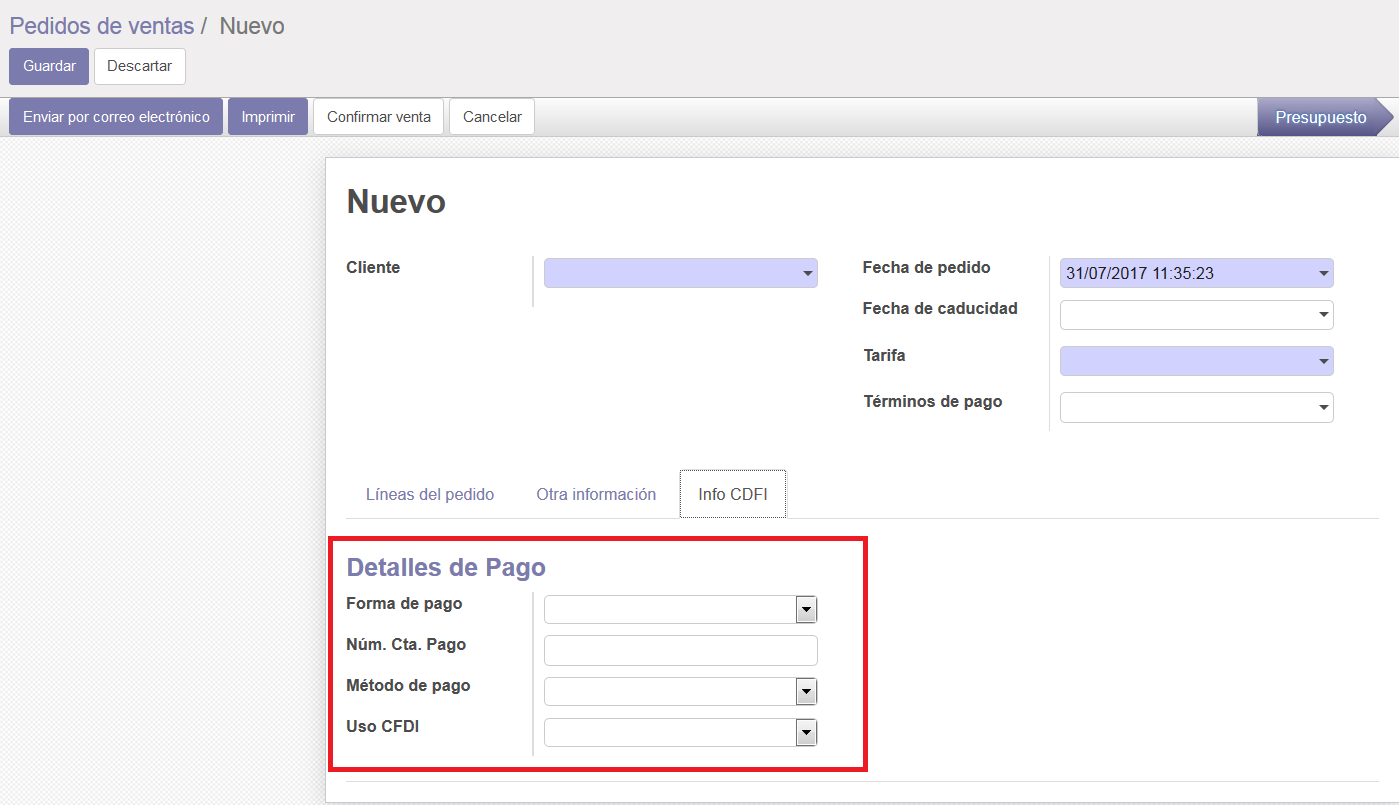 Pedidos de ventas / Nuevo
Guardar Descartar
Enviar por correo electrónico Imprimir Confirmar venta Cancelar Presupuesto
Nuevo
Cliente
Fecha de pedido 31/07/2017 11:35:23
Fecha de caducidad
Tarifa
Términos de pago
Líneas del pedido Otra información Info CDFI
Detalles de Pago
Forma de pago
Núm. Cta. Pago
Método de pago
Uso CFDI